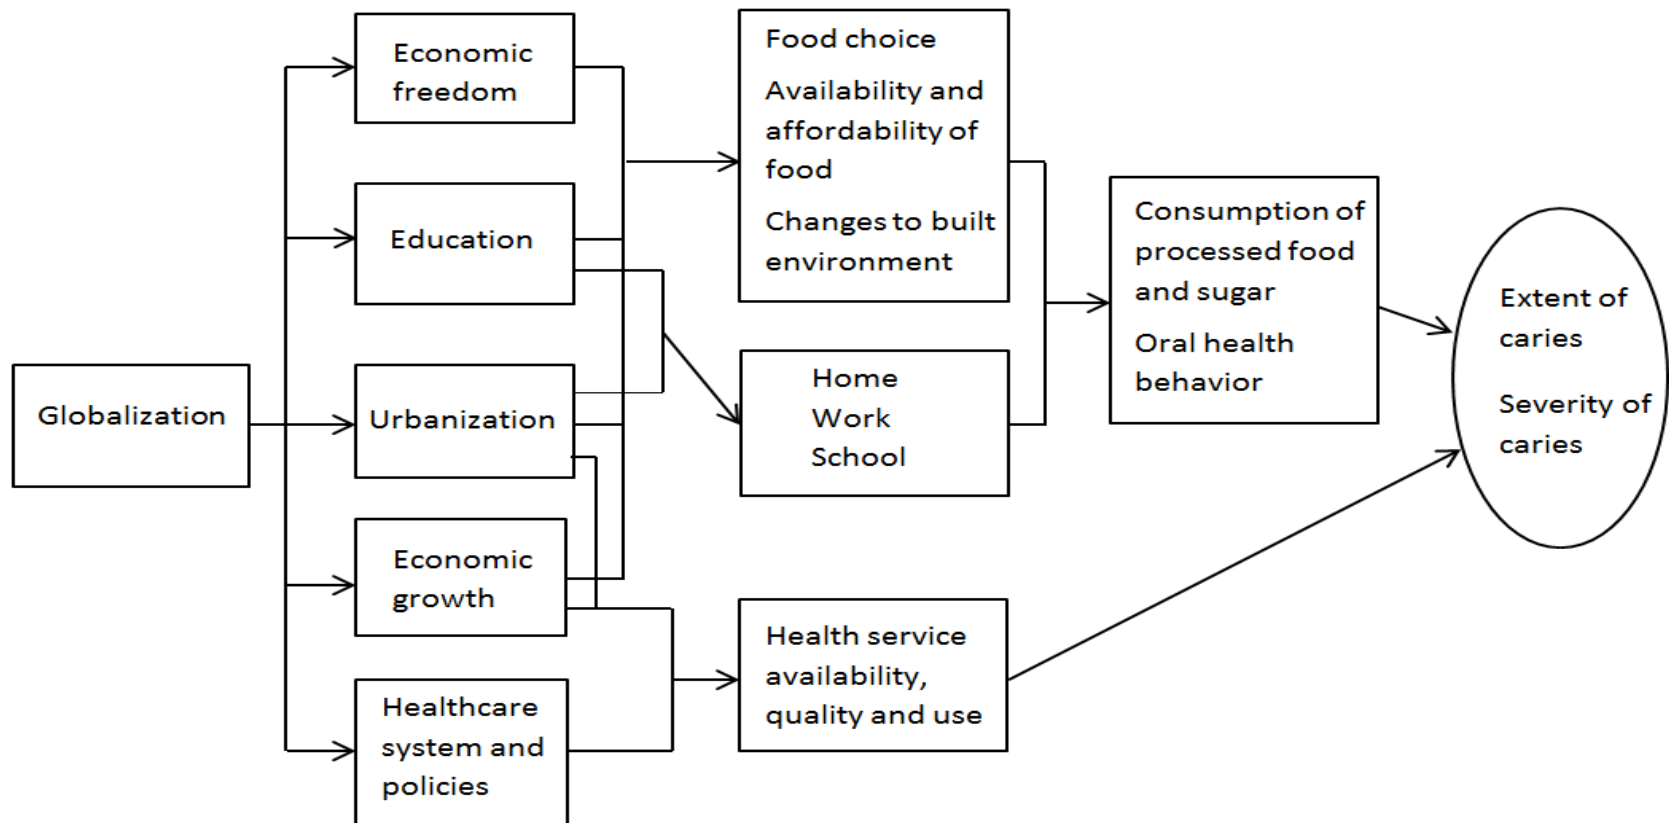 Globalization
Economic
freedom
Education
Urbanization
Economic
growth
Healthcare
system and
policies
Food choice
Availability and
affordability of
food
Changes to built
environment
Home
Work
School
Health service
availability,
quality and use
Consumption of
processed food
and sugar
Oral health
behavior
Extent of
caries
Severity of
caries